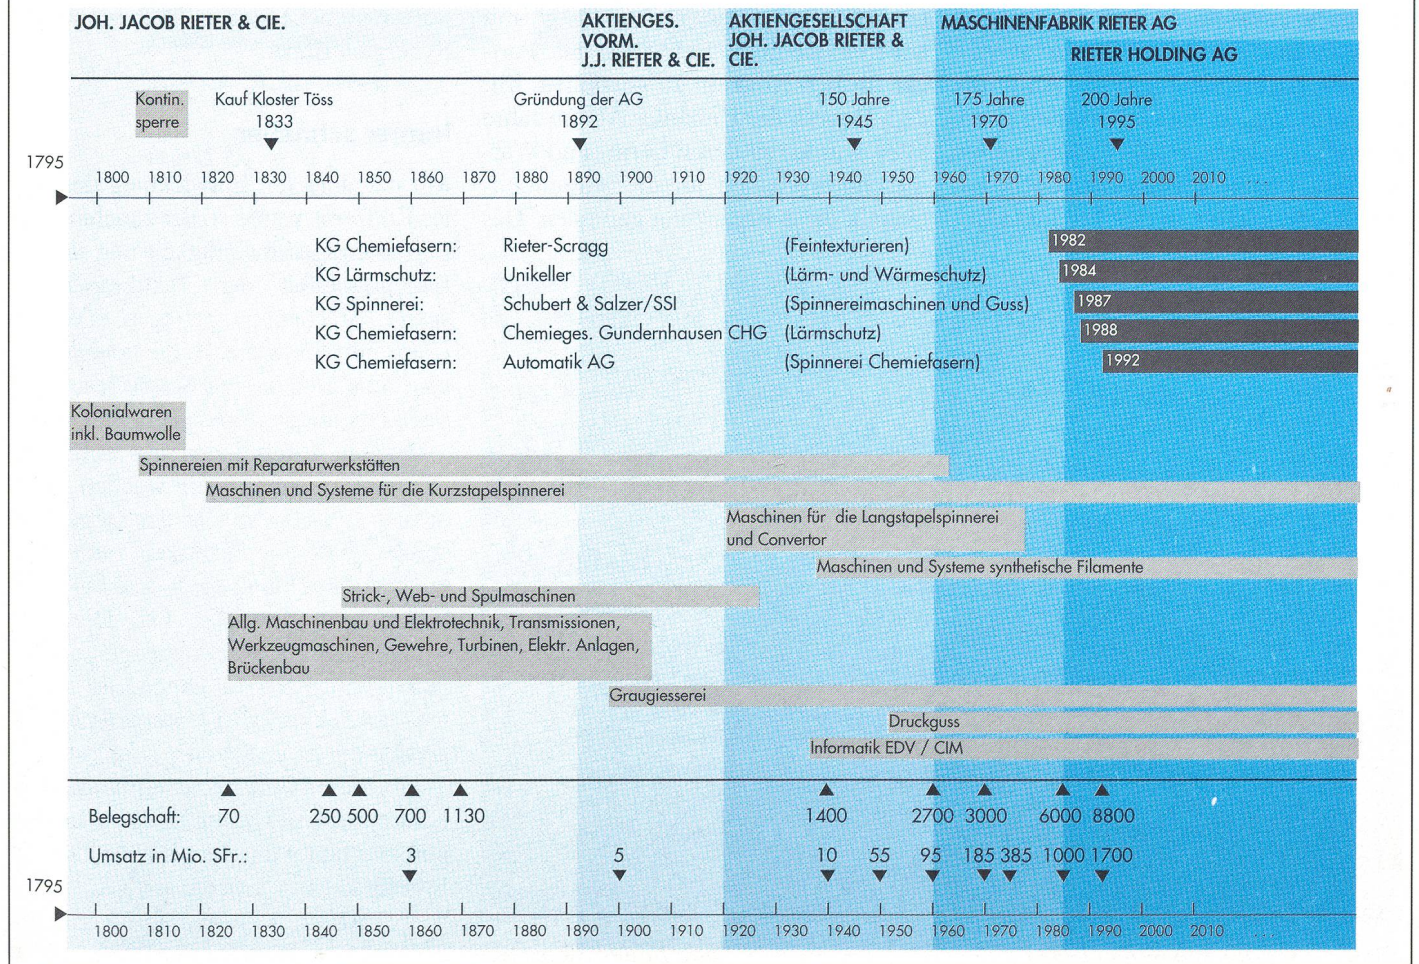 JOH. JACOB RIETER & CIE.
AKTIENGES.
VORM.
J.J. RIETER & CIE.
AKTIENGESELLSCHAFT
JOH. JACOB RIETER &
CIE.
MASCHINENFABRIK RIETER AG
RIETER HOLDING AG
Kontin.
sperre
Kauf Kloster Töss
1833
Gründung der AG
1892
150 Jahre
1945
175 Jahre
1970
200 Jahre
1995
1795
1800 1810 1820 1830 1840 1850 1860 1870 1880 1890 1900 1910 1920 1930 1940 1950 1960 1970 1980 1990 2000 2010 ....
KG Chemiefasern: Rieter-Scragg (Feintexturieren) 1982
KG Lärmschutz: Unikeller (Lärm- und Wärmeschutz) 1984
KG Spinnerei: Schubert & Salzer/SSI (Spinnereimaschinen und Guss) 1987
KG Chemiefasern: Chemieges. Gundernhausen CHG (Lärmschutz) 1988
KG Chemiefasern: Automatik AG (Spinnerei Chemiefasern) 1992
Kolonialwaren
inkl. Baumwolle
Spinnereien mit Reparaturwerkstätten
Maschinen und Systeme für die Kurzstapelspinnerei
Maschinen für die Langstapelspinnerei
und Convertor
Maschinen und Systeme synthetische Filamente
Strick-, Web- und Spulmaschinen
Allg. Maschinenbau und Elektrotechnik, Transmissionen,
Werkzeugmaschinen, Gewehre, Turbinen, Elektr. Anlagen,
Brückenbau
Graugiesserei
Druckguss
Informatik EDV / CIM
Belegschaft: 70 250 500 700 1130 1400 2700 3000 6000 8800
Umsatz in Mio. SFr.: 3 5 10 55 95 185 385 1000 1700
1795
1800 1810 1820 1830 1840 1850 1860 1870 1880 1890 1900 1910 1920 1930 1940 1950 1960 1970 1980 1990 2000 2010 ....